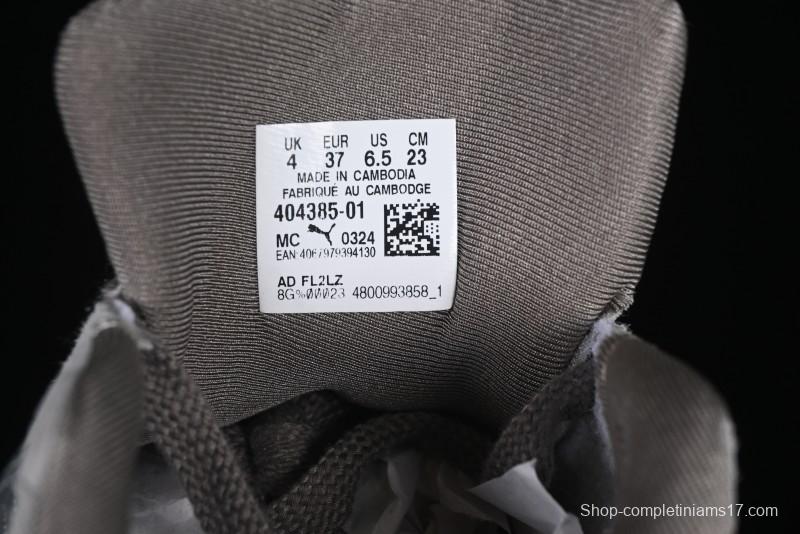 UK EUR US CM
4 37 6.5 23
MADE IN CAMBODIA
FABRIQUÉ AU CAMBODGE
404385-01
MC 0324
EAN:4067979394130
AD FL2LZ
4800993858_1
Shop-completiniams17.com